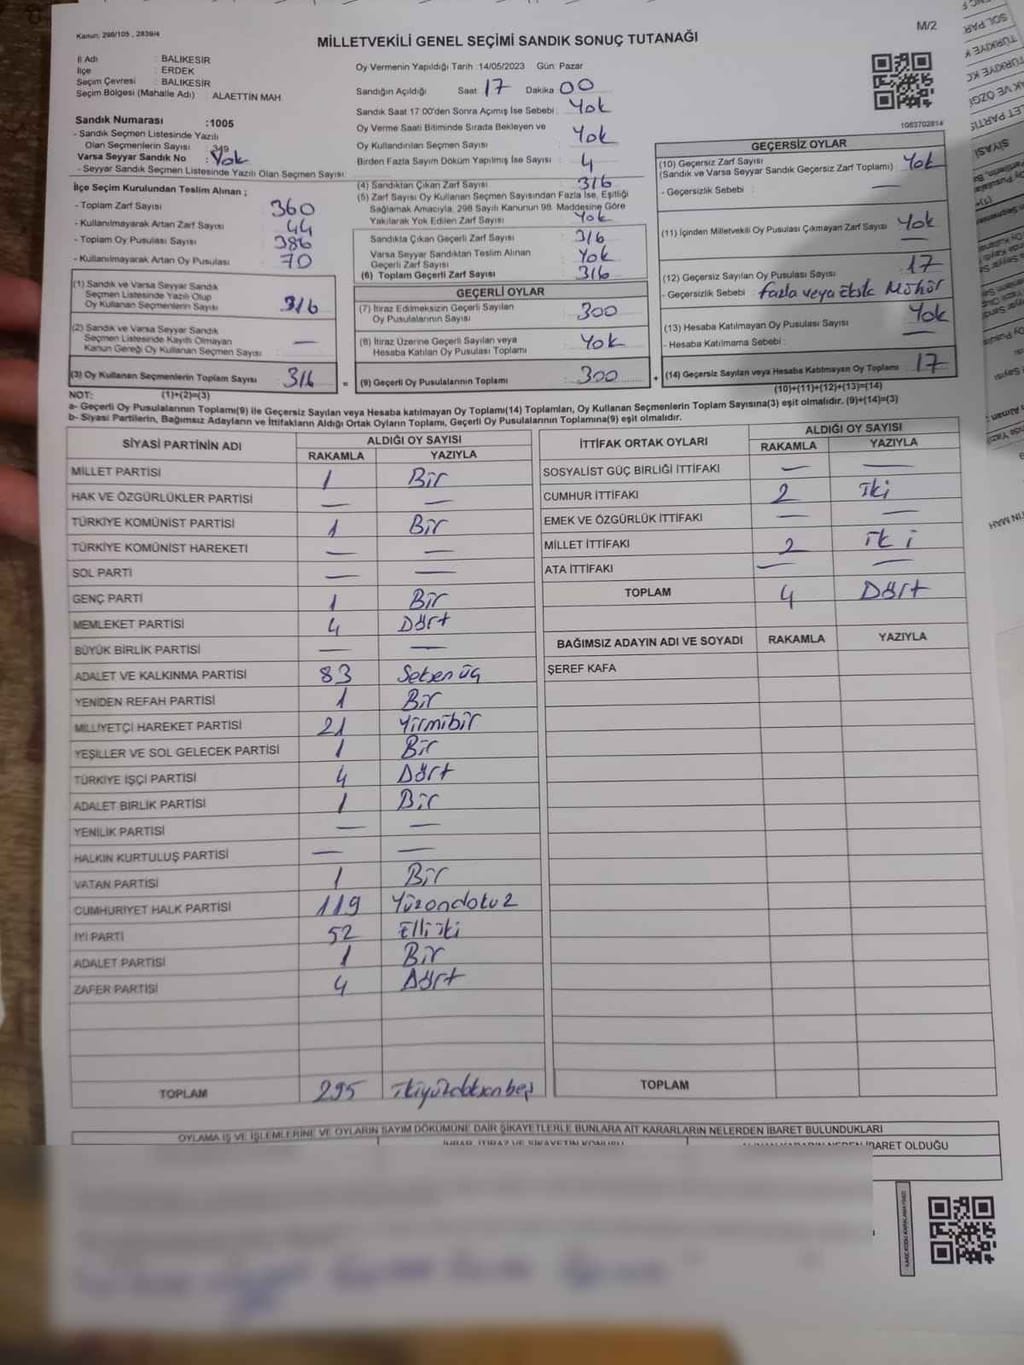 Kanun: 298/105 , 2839/4
M/2
MİLLETVEKİLİ GENEL SEÇİMİ SANDIK SONUÇ TUTANAĞI
İl Adı : BALIKESİR
İlçe : ERDEK
Seçim Çevresi : BALIKESİR
Seçim Bölgesi (Mahalle Adı) : ALAETTİN MAH
Sandık Numarası :1005
- Sandık Seçmen Listesinde Yazılı
Olan Seçmenlerin Sayısı : 349
Varsa Seyyar Sandık No : Yok
- Seyyar Sandık Seçmen Listesinde Yazılı Olan Seçmen Sayısı:
İlçe Seçim Kurulundan Teslim Alınan ;
- Toplam Zarf Sayısı 360
- Kullanılmayarak Artan Zarf Sayısı 44
- Toplam Oy Pusulası Sayısı 386
- Kullanılmayarak Artan Oy Pusulası 70
(1) Sandık ve Varsa Seyyar Sandık
Seçmen Listesinde Yazılı Olup
Oy Kullanan Seçmenlerin Sayısı 316
(2) Sandık ve Varsa Seyyar Sandık
Seçmen Listesinde Kayıtlı Olmayan
Kanun Gereği Oy Kullanan Seçmen Sayısı: —
(3) Oy Kullanan Seçmenlerin Toplam Sayısı 316 =
Oy Vermenin Yapıldığı Tarih :14/05/2023 Gün: Pazar
Sandığın Açıldığı Saat 17 Dakika 00
Sandık Saat 17:00'den Sonra Açımış İse Sebebi : Yok
Oy Verme Saati Bitiminde Sırada Bekleyen ve
Oy Kullandırılan Seçmen Sayısı : Yok
Birden Fazla Sayım Döküm Yapılmış İse Sayısı : 4
(4) Sandıktan Çıkan Zarf Sayısı : 316
(5) Zarf Sayısı Oy Kullanan Seçmen Sayısından Fazla İse, Eşitliği
Sağlamak Amacıyla, 298 Sayılı Kanunun 98. Maddesine Göre
Yakılarak Yok Edilen Zarf Sayısı : Yok
Sandıkta Çıkan Geçerli Zarf Sayısı : 316
Varsa Seyyar Sandıktan Teslim Alınan
Geçerli Zarf Sayısı : Yok
(6) Toplam Geçerli Zarf Sayısı : 316
GEÇERLİ OYLAR
(7) İtiraz Edilmeksizin Geçerli Sayılan
Oy Pusulalarının Sayısı : 300
(8) İtiraz Üzerine Geçerli Sayılan veya
Hesaba Katılan Oy Pusulası Toplamı : Yok
(9) Geçerli Oy Pusulalarının Toplamı : 300 +
1083702814
GEÇERSİZ OYLAR
(10) Geçersiz Zarf Sayısı : Yok
(Sandık ve Varsa Seyyar Sandık Geçersiz Zarf Toplamı)
- Geçersizlik Sebebi : —
(11) İçinden Milletvekili Oy Pusulası Çıkmayan Zarf Sayısı : Yok
(12) Geçersiz Sayılan Oy Pusulası Sayısı : 17
- Geçersizlik Sebebi : fazla veya Eksik Mühür
(13) Hesaba Katılmayan Oy Pusulası Sayısı : Yok
- Hesaba Katılmama Sebebi :
(14) Geçersiz Sayılan veya Hesaba Katılmayan Oy Toplamı : 17
NOT: (1)+(2)=(3) (10)+(11)+(12)+(13)=(14)
a- Geçerli Oy Pusulalarının Toplamı(9) ile Geçersiz Sayılan veya Hesaba katılmayan Oy Toplamı(14) Toplamları, Oy Kullanan Seçmenlerin Toplam Sayısına(3) eşit olmalıdır. (9)+(14)=(3)
b- Siyasi Partilerin, Bağımsız Adayların ve İttifakların Aldığı Ortak Oyların Toplamı, Geçerli Oy Pusulalarının Toplamına(9) eşit olmalıdır.
SİYASİ PARTİNİN ADI ALDIĞI OY SAYISI
RAKAMLA YAZIYLA
MİLLET PARTİSİ 1 Bir
HAK VE ÖZGÜRLÜKLER PARTİSİ — —
TÜRKİYE KOMÜNİST PARTİSİ 1 Bir
TÜRKİYE KOMÜNİST HAREKETİ — —
SOL PARTİ — —
GENÇ PARTİ 1 Bir
MEMLEKET PARTİSİ 4 Dört
BÜYÜK BİRLİK PARTİSİ — —
ADALET VE KALKINMA PARTİSİ 83 Seksenüç
YENİDEN REFAH PARTİSİ 1 Bir
MİLLİYETÇİ HAREKET PARTİSİ 21 Yirmibir
YEŞİLLER VE SOL GELECEK PARTİSİ 1 Bir
TÜRKİYE İŞÇİ PARTİSİ 4 Dört
ADALET BİRLİK PARTİSİ 1 Bir
YENİLİK PARTİSİ — —
HALKIN KURTULUŞ PARTİSİ — —
VATAN PARTİSİ 1 Bir
CUMHURİYET HALK PARTİSİ 119 Yüzondokuz
İYİ PARTİ 52 Elliiki
ADALET PARTİSİ 1 Bir
ZAFER PARTİSİ 4 Dört
TOPLAM 295 ikiyüzdoksanbeş
İTTİFAK ORTAK OYLARI ALDIĞI OY SAYISI
RAKAMLA YAZIYLA
SOSYALİST GÜÇ BİRLİĞİ İTTİFAKI — —
CUMHUR İTTİFAKI 2 iki
EMEK VE ÖZGÜRLÜK İTTİFAKI — —
MİLLET İTTİFAKI 2 iki
ATA İTTİFAKI — —
TOPLAM 4 Dört
BAĞIMSIZ ADAYIN ADI VE SOYADI RAKAMLA YAZIYLA
ŞEREF KAFA
TOPLAM
OYLAMA İŞ VE İŞLEMLERİNE VE OYLARIN SAYIM DÖKÜMÜNE DAİR ŞİKAYETLERLE BUNLARA AİT KARARLARIN NELERDEN İBARET BULUNDUKLARI
İHBAR, İTİRAZ VE ŞİKAYETİN KONUSU
İBARET OLDUĞU